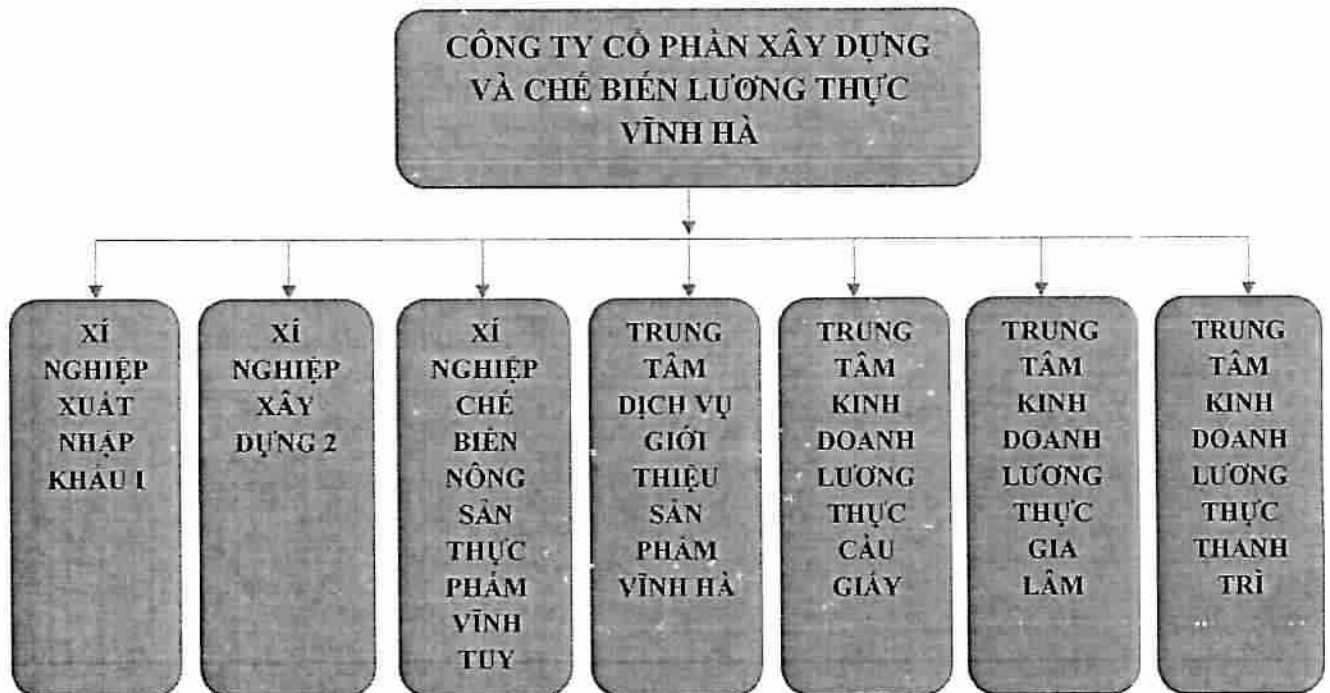 CÔNG TY CỔ PHẦN XÂY DỰNG
VÀ CHẾ BIẾN LƯƠNG THỰC
VĨNH HÀ
XÍ
NGHIỆP
XUẤT
NHẬP
KHẨU I
XÍ
NGHIỆP
XÂY
DỰNG 2
XÍ
NGHIỆP
CHẾ
BIẾN
NÔNG
SẢN
THỰC
PHẨM
VĨNH
TUY
TRUNG
TÂM
DỊCH VỤ
GIỚI
THIỆU
SẢN
PHẨM
VĨNH HÀ
TRUNG
TÂM
KINH
DOANH
LƯƠNG
THỰC
CẦU
GIẤY
TRUNG
TÂM
KINH
DOANH
LƯƠNG
THỰC
GIA
LÂM
TRUNG
TÂM
KINH
DOANH
LƯƠNG
THỰC
THANH
TRÌ